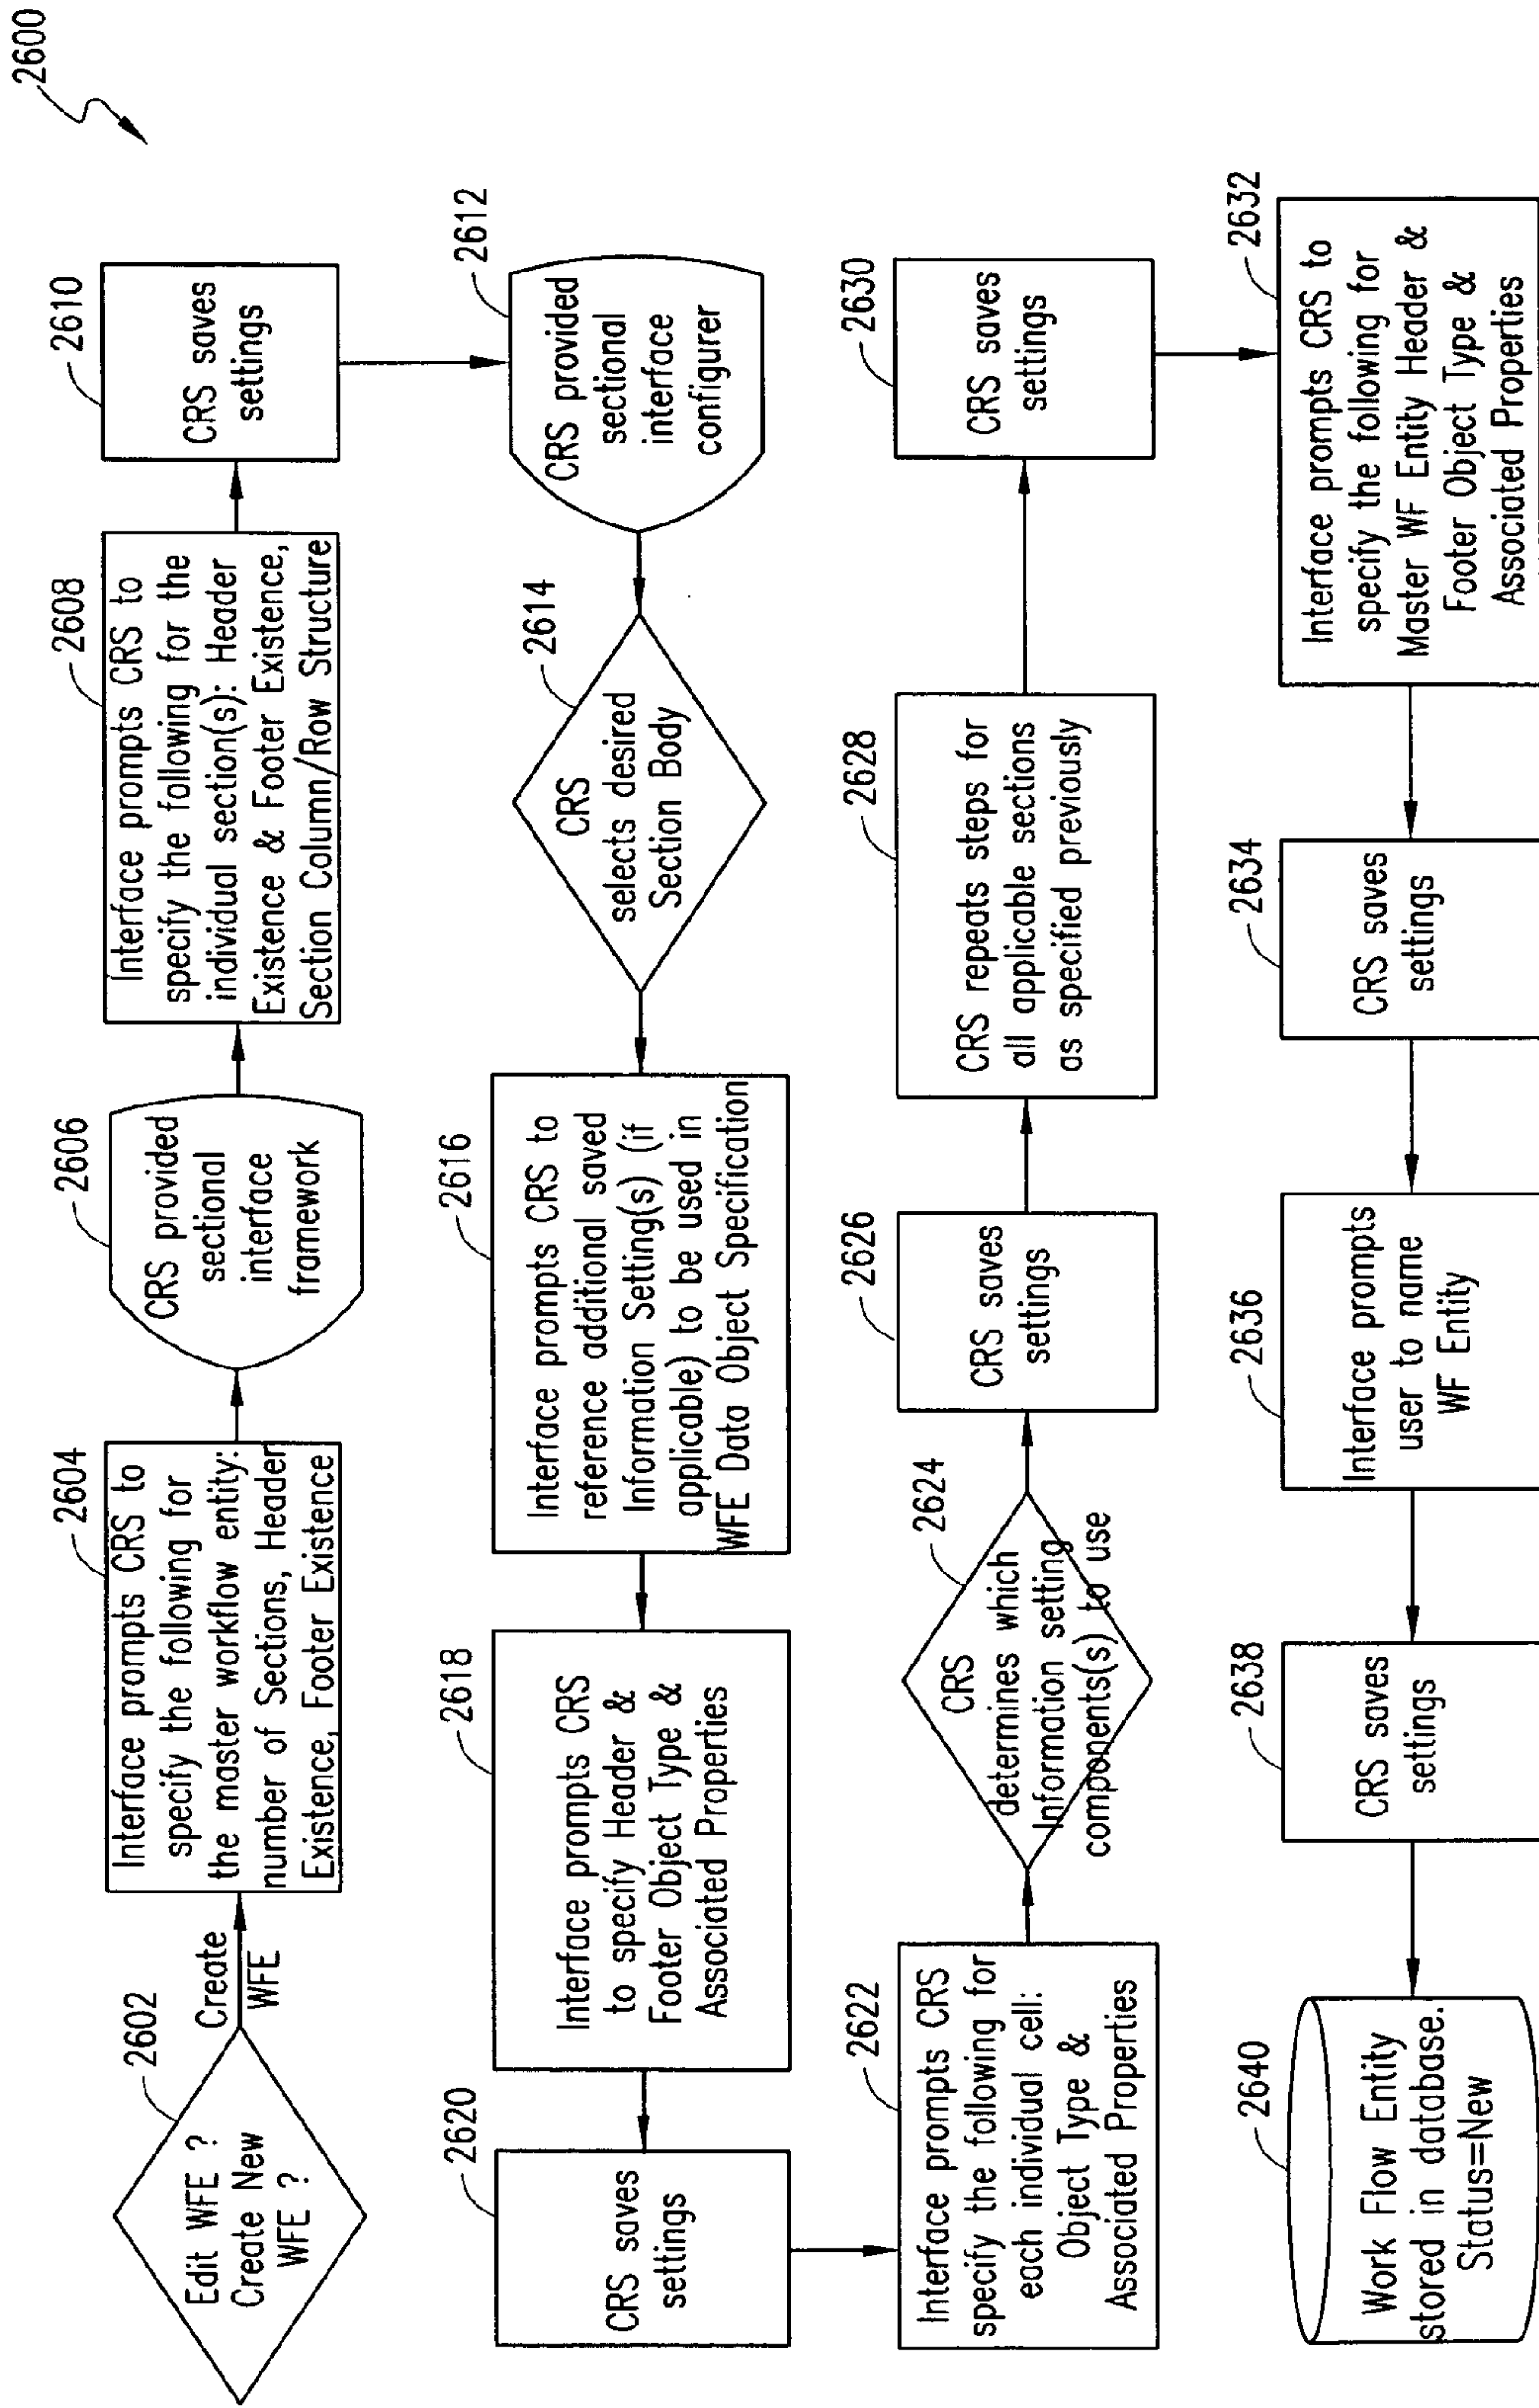 2600
2602
Edit WFE ?
Create New
WFE ?
Create
WFE
2604
Interface prompts CRS to
specify the following for
the master workflow entity:
number of Sections, Header
Existence, Footer Existence
2606
CRS provided
sectional
interface
framework
2608
Interface prompts CRS to
specify the following for the
individual section(s): Header
Existence & Footer Existence,
Section Column/Row Structure
2610
CRS saves
settings
2612
CRS provided
sectional
interface
configurer
2614
CRS
selects desired
Section Body
2616
Interface prompts CRS to
reference additional saved
Information Setting(s) (if
applicable) to be used in
WFE Data Object Specification
2618
Interface prompts CRS
to specify Header &
Footer Object Type &
Associated Properties
2620
CRS saves
settings
2622
Interface prompts CRS
specify the following for
each individual cell:
Object Type &
Associated Properties
2624
CRS
determines which
Information setting
components(s) to use
2626
CRS saves
settings
2628
CRS repeats steps for
all applicable sections
as specified previously
2630
CRS saves
settings
2632
Interface prompts CRS to
specify the following for
Master WF Entity Header &
Footer Object Type &
Associated Properties
2634
CRS saves
settings
2636
Interface prompts
user to name
WF Entity
2638
CRS saves
settings
2640
Work Flow Entity
stored in database.
Status=New